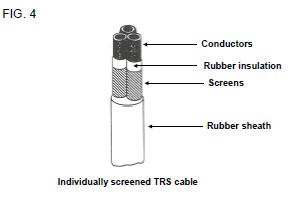 FIG. 4
Conductors
Rubber insulation
Screens
Rubber sheath
Individually screened TRS cable